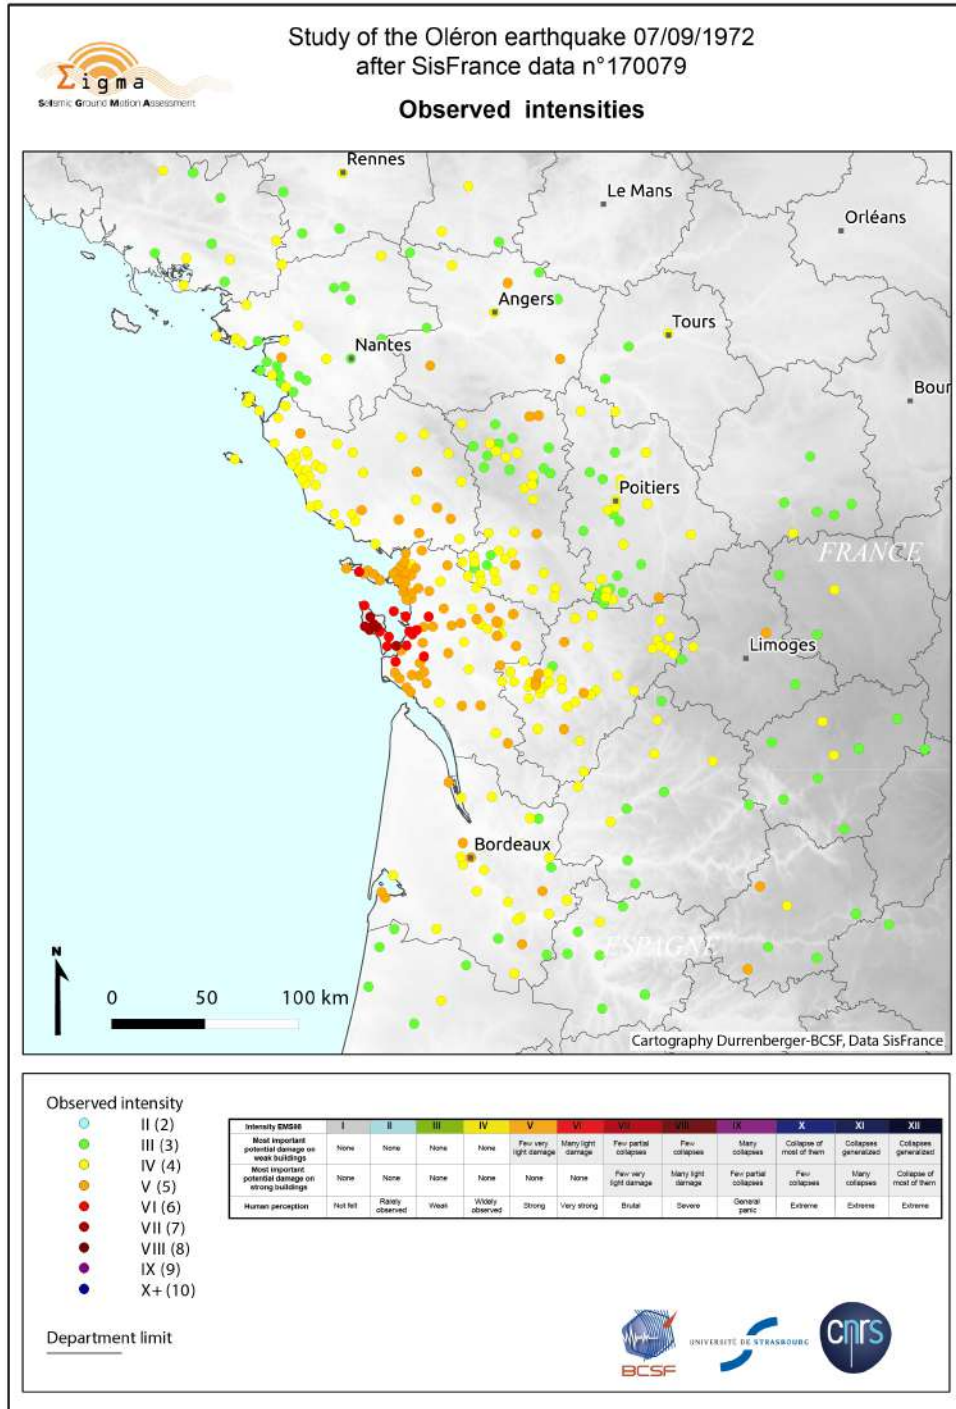 Σigma
Seismic Ground Motion Assessment
Study of the Oléron earthquake 07/09/1972
after SisFrance data n°170079
Observed intensities
Rennes
Le Mans
Orléans
Angers
Tours
Nantes
Bour
Poitiers
FRANCE
Limoges
Bordeaux
ESPAGNE
N
0 50 100 km
Cartography Durrenberger-BCSF, Data SisFrance
Observed intensity
II (2)
III (3)
IV (4)
V (5)
VI (6)
VII (7)
VIII (8)
IX (9)
X+ (10)
Department limit
Intensity EMS98 I II III IV V VI VII VIII IX X XI XII
Most important potential damage on weak buildings None None None None Few very light damage Many light damage Few partial collapses Few collapses Many collapses Collapse of most of them Collapses generalized Collapses generalized
Most important potential damage on strong buildings None None None None None None Few very light damage Many light damage Few partial collapses Few collapses Many collapses Collapse of most of them
Human perception Not felt Rarely observed Weak Widely observed Strong Very strong Brutal Severe General panic Extreme Extreme Extreme
BCSF
UNIVERSITÉ DE STRASBOURG
cnrs